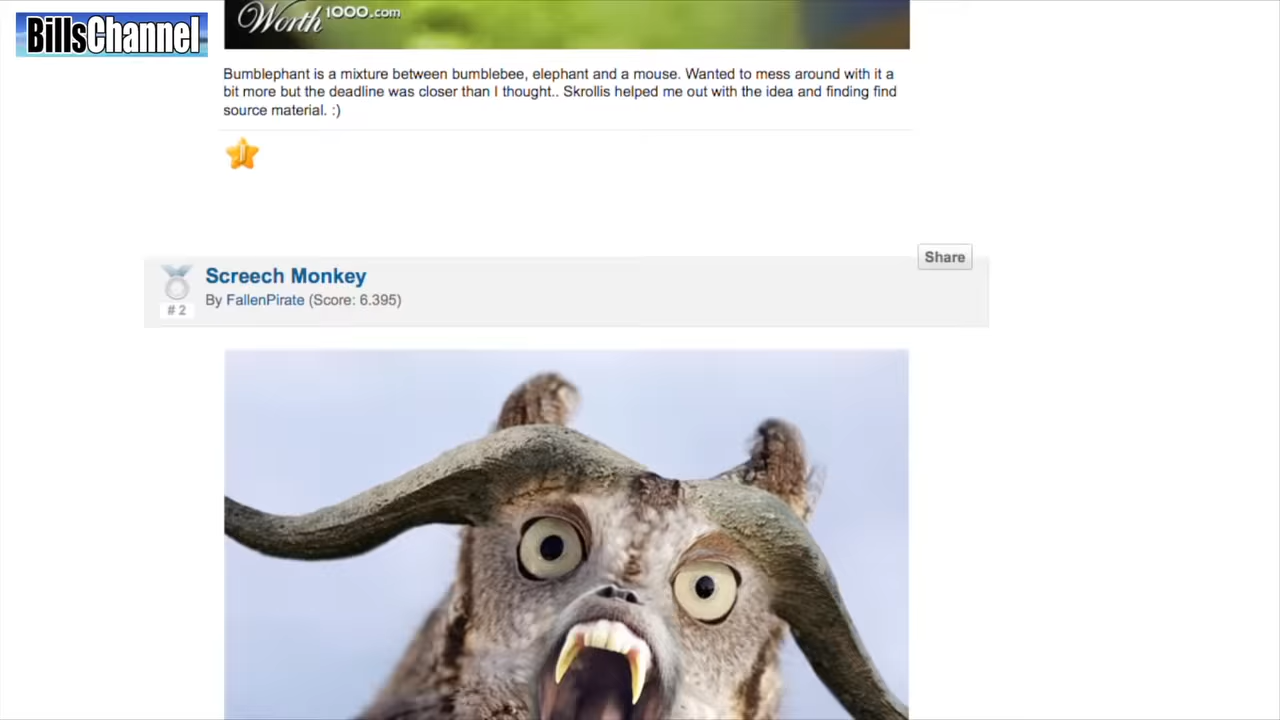 BillsChannel
Worth1000.com
Bumblephant is a mixture between bumblebee, elephant and a mouse. Wanted to mess around with it a
bit more but the deadline was closer than I thought.. Skrollis helped me out with the idea and finding find
source material. :)
Share
Screech Monkey
# 2
By FallenPirate (Score: 6.395)